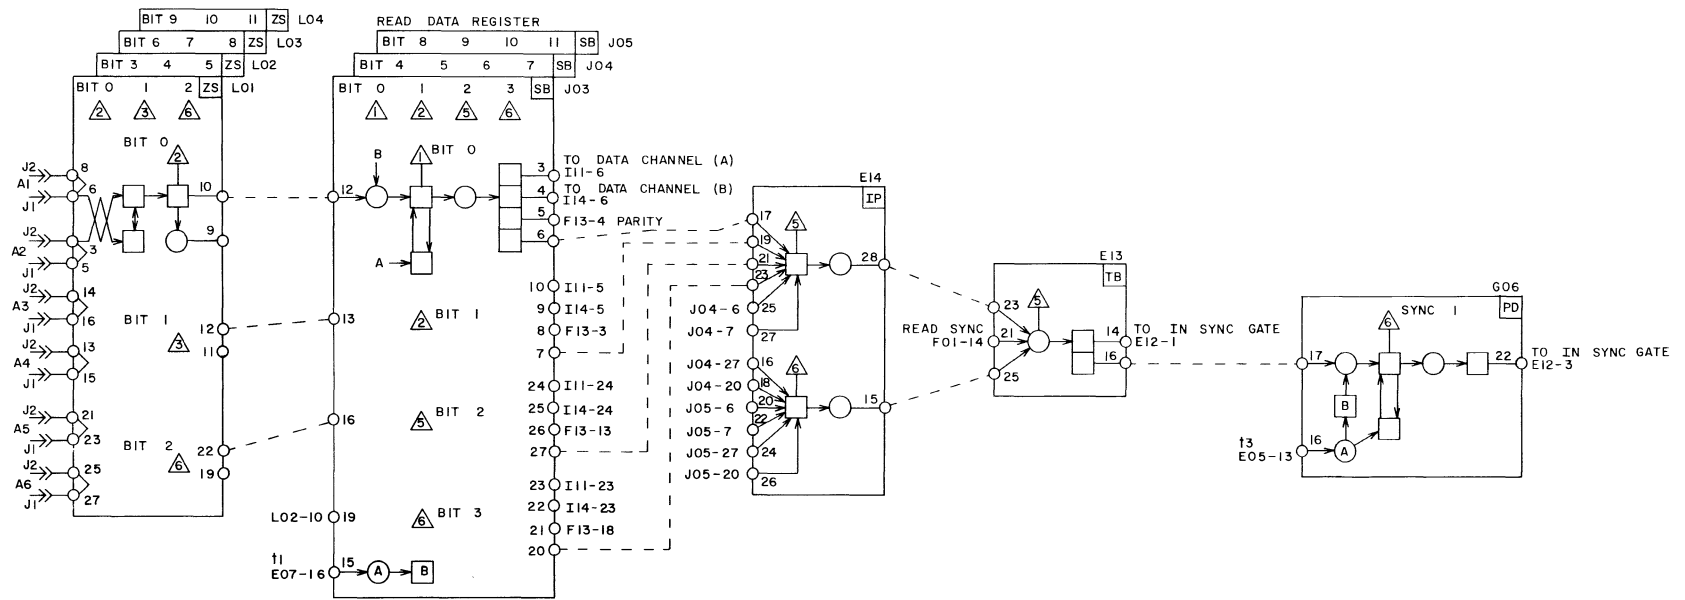 BIT 9 10 11 ZS L04
BIT 6 7 8 ZS L03
BIT 3 4 5 ZS L02
BIT 0 1 2 ZS L01
2 3 6
BIT 0
2
J2 8
A1 6
J1
10
9
J2
A2 3
J1 5
J2 14
A3 16
J1
BIT 1
3
12
11
J2 13
A4 15
J1
J2 21
A5 23
J1
BIT 2
6
22
19
J2 25
A6
J1 27
READ DATA REGISTER
BIT 8 9 10 11 SB J05
BIT 4 5 6 7 SB J04
BIT 0 1 2 3 SB J03
1 2 5 6
B
1 BIT 0
12
A
3 TO DATA CHANNEL (A)
I11-6
4 TO DATA CHANNEL (B)
I14-6
5 F13-4 PARITY
6
10 I11-5
9 I14-5
8 F13-3
7
13
2 BIT 1
24 I11-24
25 I14-24
26 F13-13
27
16
5 BIT 2
23 I11-23
22 I14-23
21 F13-18
20
L02-10 19
6 BIT 3
t1
E07-16 15
A B
E14
IP
17
19
21
23
5
28
J04-6 25
J04-7 27
J04-27 16
J04-20 18
J05-6 20
J05-7 22
J05-27 24
J05-20 26
6
15
E13
TB
23
5
READ SYNC
F01-14 21
25
14 TO IN SYNC GATE
E12-1
16
G06
PD
6 SYNC 1
17
B
t3
E05-13 16
A
22 TO IN SYNC GATE
E12-3